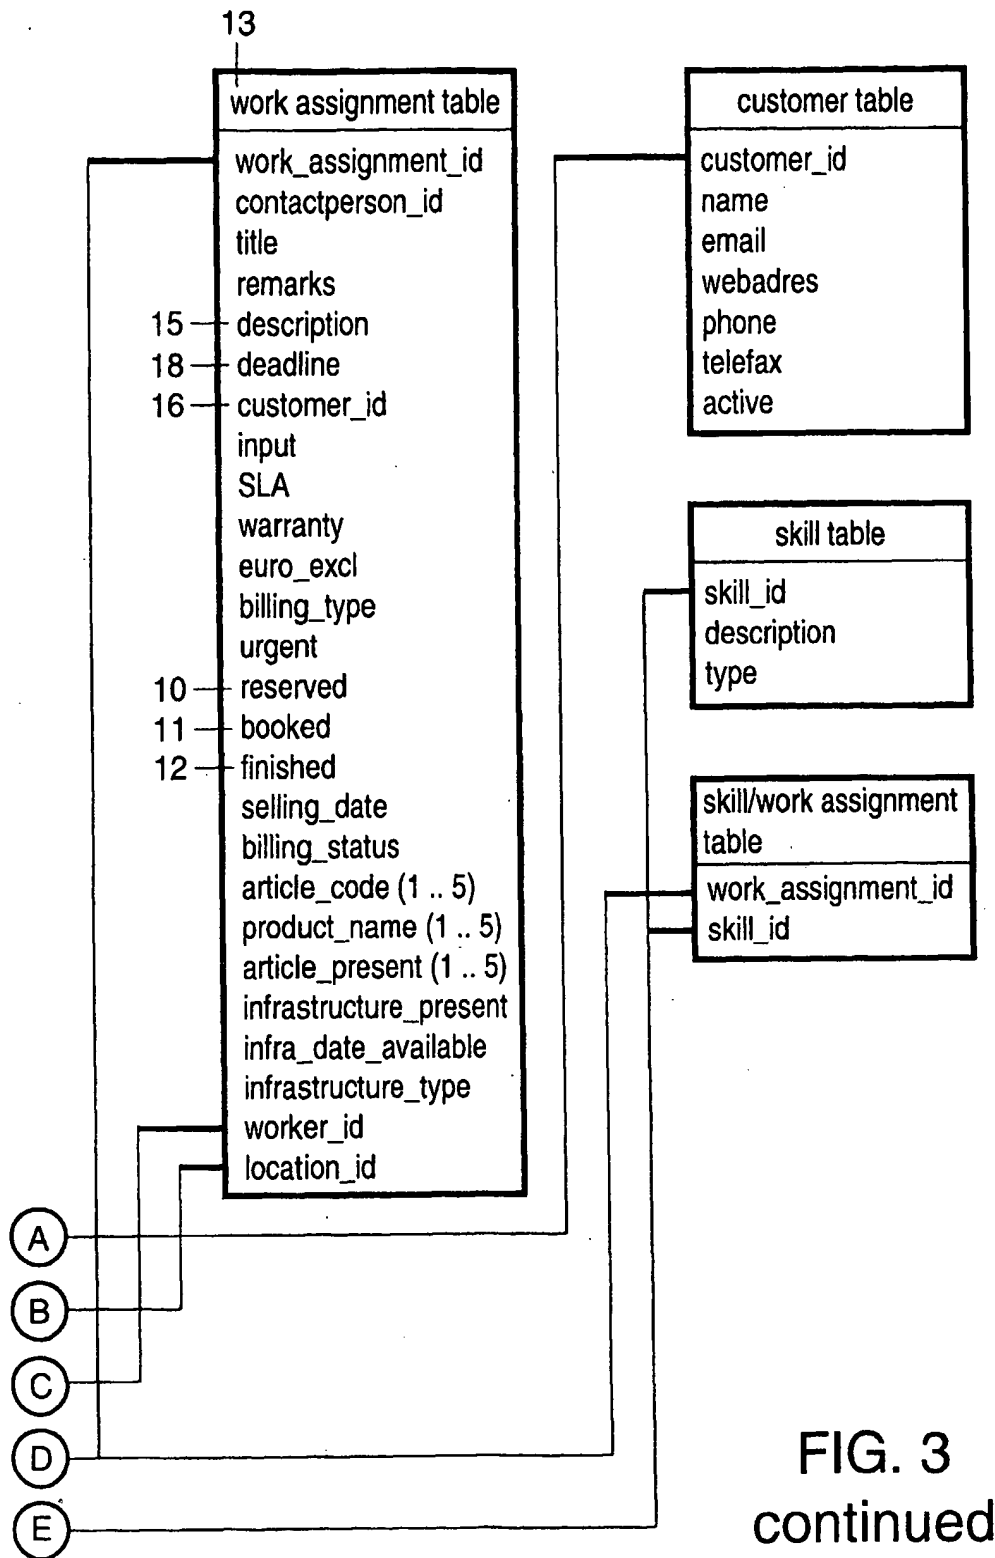 13
work assignment table
work_assignment_id
contactperson_id
title
remarks
15 description
18 deadline
16 customer_id
input
SLA
warranty
euro_excl
billing_type
urgent
10 reserved
11 booked
12 finished
selling_date
billing_status
article_code (1 .. 5)
product_name (1 .. 5)
article_present (1 .. 5)
infrastructure_present
infra_date_available
infrastructure_type
worker_id
location_id
customer table
customer_id
name
email
webadres
phone
telefax
active
skill table
skill_id
description
type
skill/work assignment
table
work_assignment_id
skill_id
A
B
C
D
E
FIG. 3
continued